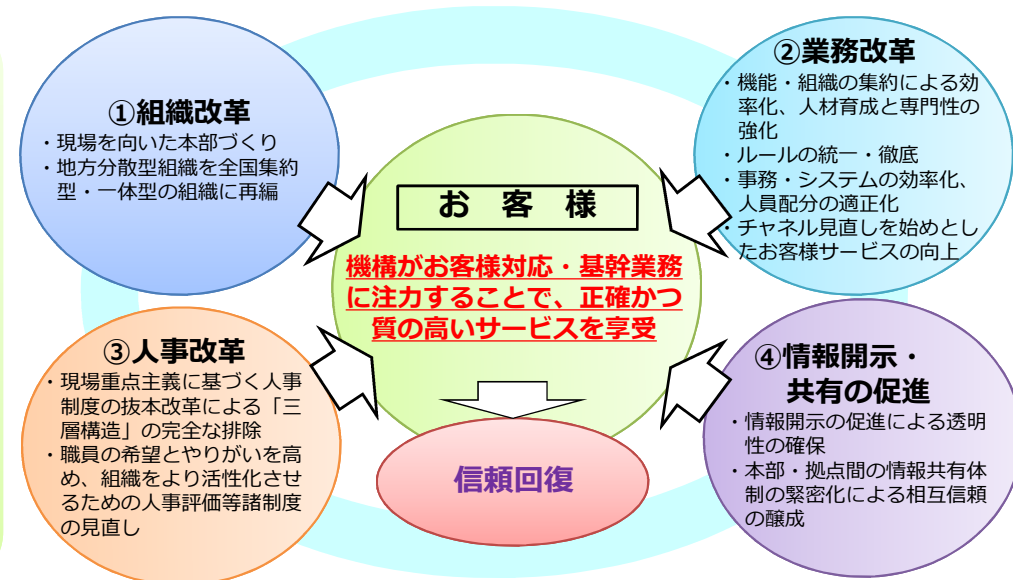 ①組織改革
・現場を向いた本部づくり
・地方分散型組織を全国集約
型・一体型の組織に再編
②業務改革
・機能・組織の集約による効
率化、人材育成と専門性の
強化
・ルールの統一・徹底
・事務・システムの効率化、
人員配分の適正化
・チャネル見直しを始めとし
たお客様サービスの向上
お 客 様
機構がお客様対応・基幹業務
に注力することで、正確かつ
質の高いサービスを享受
③人事改革
・現場重点主義に基づく人事
制度の抜本改革による「三
層構造」の完全な排除
・職員の希望とやりがいを高
め、組織をより活性化させ
るための人事評価等諸制度
の見直し
④情報開示・
共有の促進
・情報開示の促進による透明
性の確保
・本部・拠点間の情報共有体
制の緊密化による相互信頼
の醸成
信頼回復